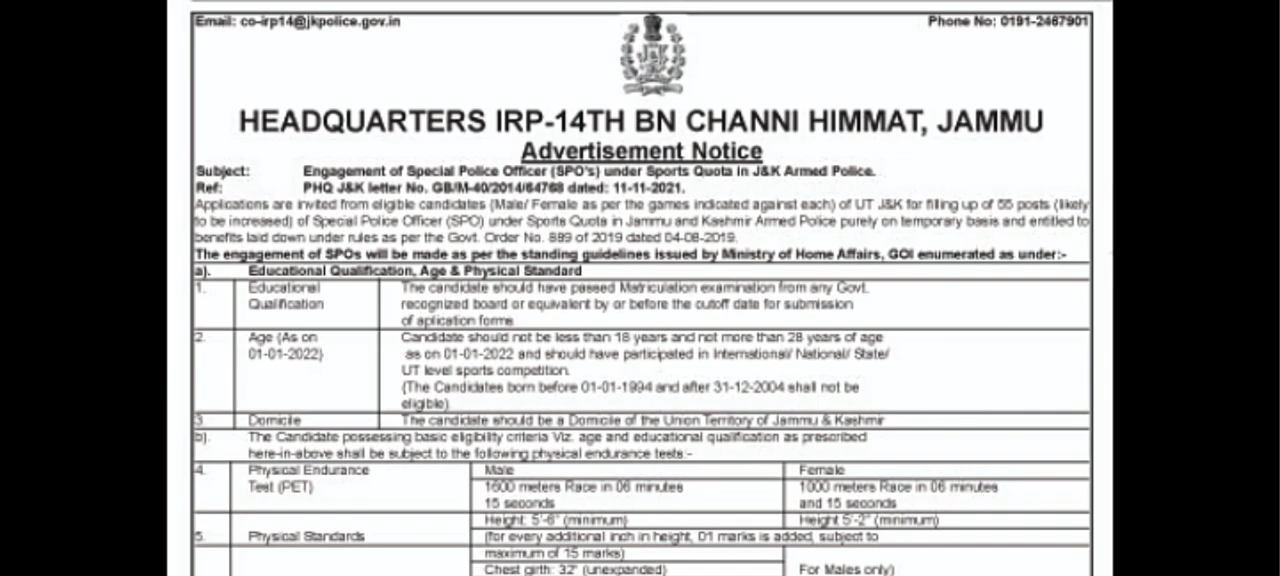 Email: co-irp14@jkpolice.gov.in Phone No: 0191-2467901
HEADQUARTERS IRP-14TH BN CHANNI HIMMAT, JAMMU
Advertisement Notice
Subject: Engagement of Special Police Officer (SPO's) under Sports Quota in J&K Armed Police.
Ref: PHQ J&K letter No. GB/M-40/2014/64768 dated: 11-11-2021.
Applications are invited from eligible candidates (Male/ Female as per the games indicated against each) of UT J&K for filling up of 55 posts (likely
to be increased) of Special Police Officer (SPO) under Sports Quota in Jammu and Kashmir Armed Police purely on temporary basis and entitled to
benefits laid down under rules as per the Govt. Order No. 889 of 2019 dated 04-08-2019.
The engagement of SPOs will be made as per the standing guidelines issued by Ministry of Home Affairs, GOI enumerated as under:-
a). Educational Qualification, Age & Physical Standard
1. Educational The candidate should have passed Matriculation examination from any Govt.
Qualification recognized board or equivalent by or before the cutoff date for submission
of aplication forms
2. Age (As on Candidate should not be less than 18 years and not more than 28 years of age
01-01-2022) as on 01-01-2022 and should have participated in International/ National/ State/
UT level sports competition.
(The Candidates born before 01-01-1994 and after 31-12-2004 shall not be
eligible)
3 Domicile The candidate should be a Domicile of the Union Territory of Jammu & Kashmir
b). The Candidate possessing basic eligibility criteria Viz. age and educational qualification as prescribed
here-in-above shall be subject to the following physical endurance tests:-
4. Physical Endurance Male Female
Test (PET) 1600 meters Race in 06 minutes 1000 meters Race in 06 minutes
15 seconds and 15 seconds
Height: 5'-6" (minimum) Height 5'-2" (minimum)
5. Physical Standards (for every additional inch in height, 01 marks is added, subject to
maximum of 15 marks)
Chest girth: 32" (unexpanded) For Males only)